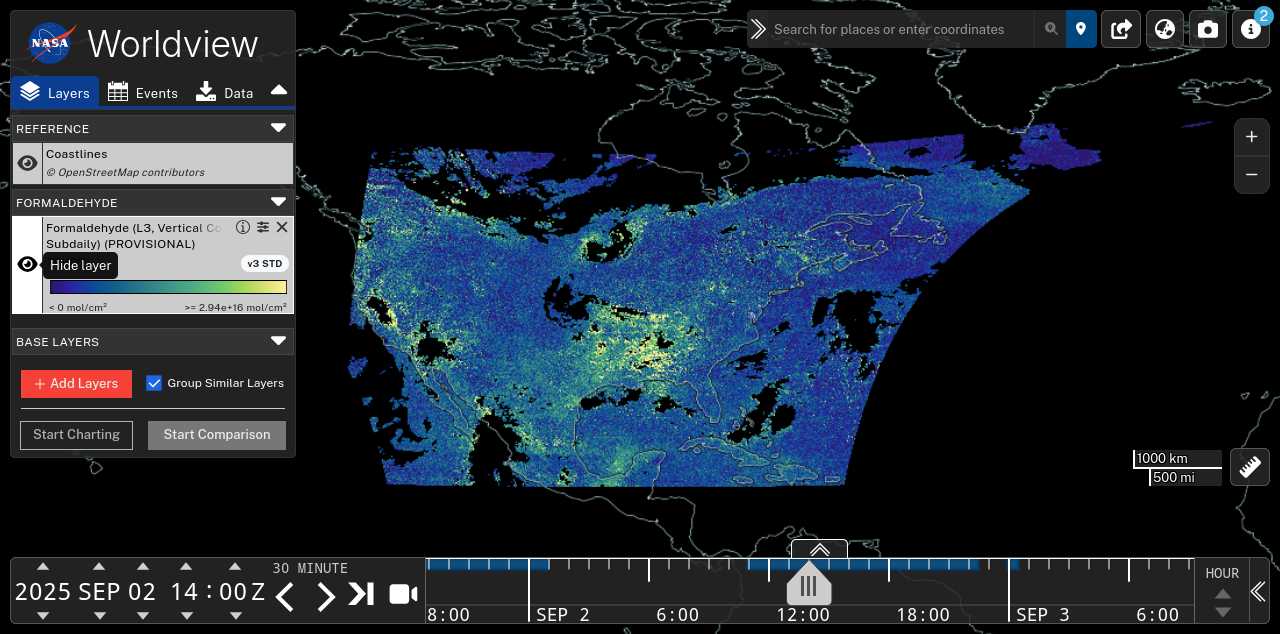 NASA Worldview
Search for places or enter coordinates
2
Layers
Events
Data
REFERENCE
Coastlines
© OpenStreetMap contributors
FORMALDEHYDE
Formaldehyde (L3, Vertical Co
Subdaily) (PROVISIONAL)
Hide layer
v3 STD
< 0 mol/cm²
>= 2.94e+16 mol/cm²
BASE LAYERS
+ Add Layers
Group Similar Layers
Start Charting
Start Comparison
+
−
1000 km
500 mi
2025 SEP 02 14 : 00 Z
30 MINUTE
8:00
SEP 2
6:00
12:00
18:00
SEP 3
6:00
HOUR